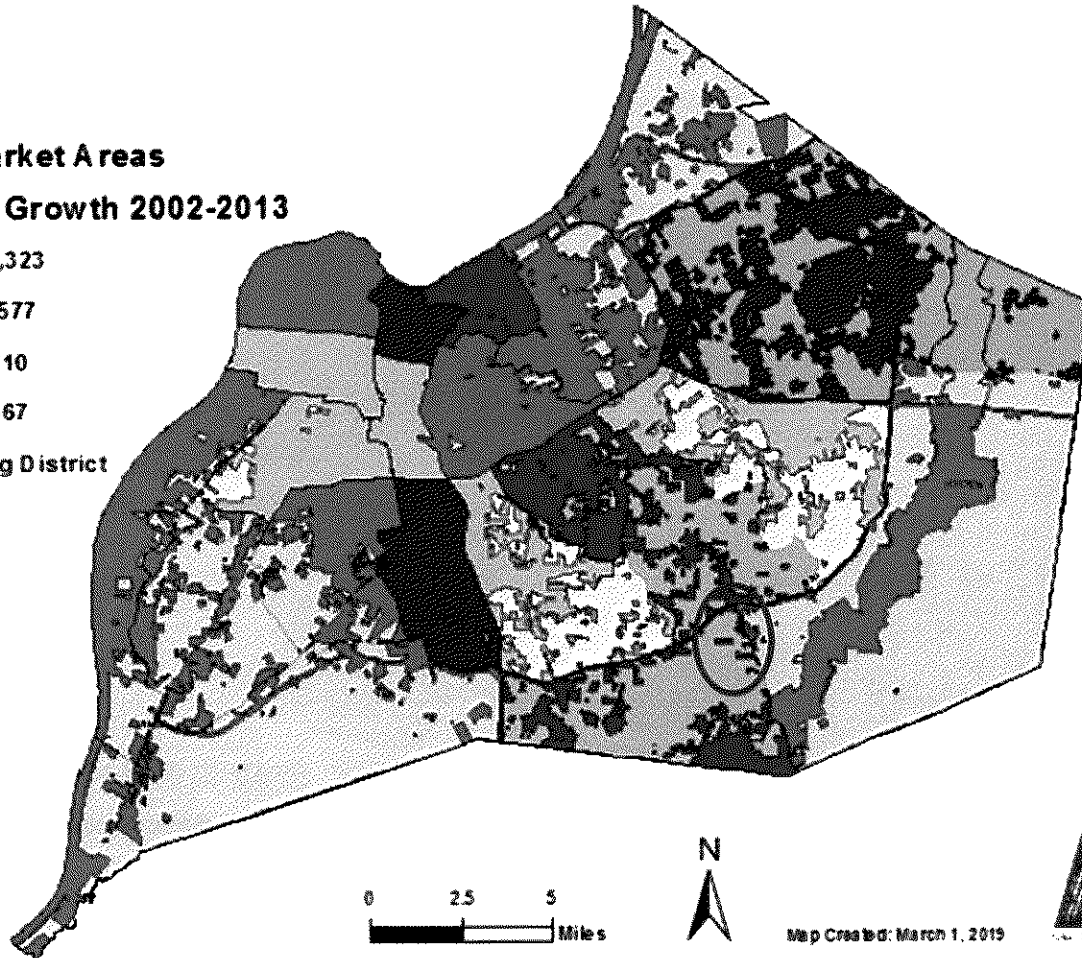 rket Areas
Growth 2002-2013
,323
577
10
67
g District
N
0 2.5 5
Miles
Map Created: March 1, 2019